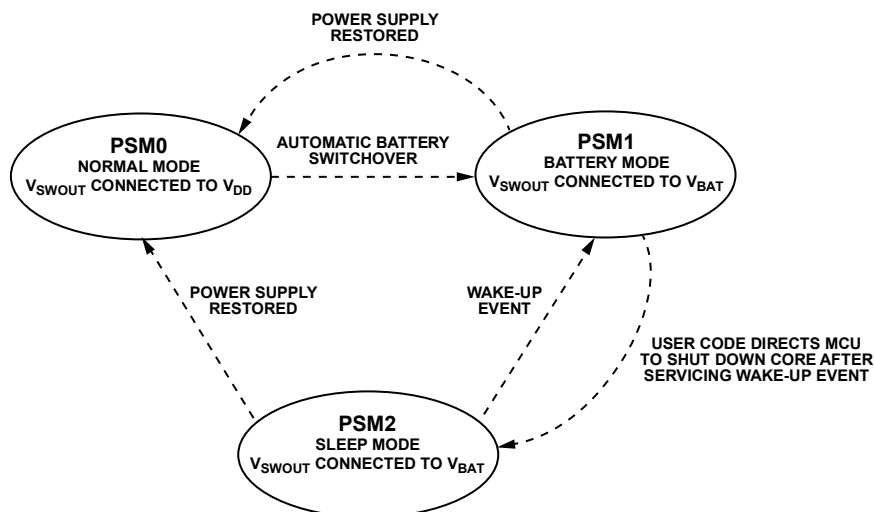 POWER SUPPLY
RESTORED
PSM0
NORMAL MODE
VSWOUT CONNECTED TO VDD
AUTOMATIC BATTERY
SWITCHOVER
PSM1
BATTERY MODE
VSWOUT CONNECTED TO VBAT
POWER SUPPLY
RESTORED
WAKE-UP
EVENT
USER CODE DIRECTS MCU
TO SHUT DOWN CORE AFTER
SERVICING WAKE-UP EVENT
PSM2
SLEEP MODE
VSWOUT CONNECTED TO VBAT